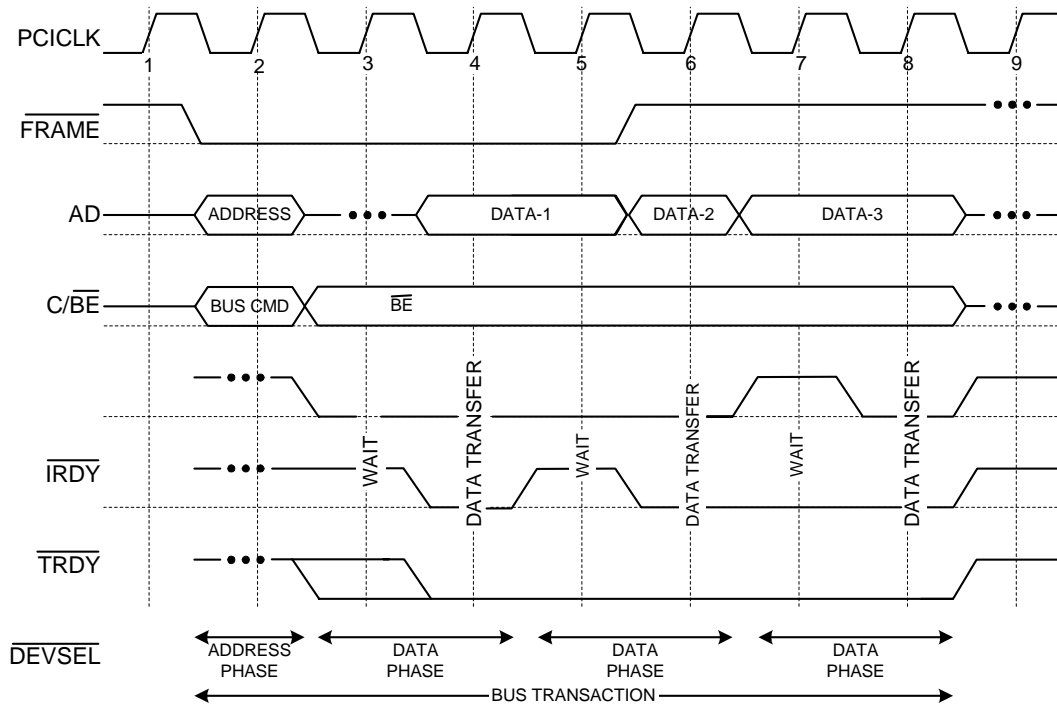 PCICLK
1 2 3 4 5 6 7 8 9
FRAME
AD ADDRESS DATA-1 DATA-2 DATA-3
C/BE BUS CMD BE
WAIT
DATA TRANSFER
WAIT
DATA TRANSFER
WAIT
DATA TRANSFER
IRDY
TRDY
DEVSEL
ADDRESS PHASE
DATA PHASE
DATA PHASE
DATA PHASE
BUS TRANSACTION